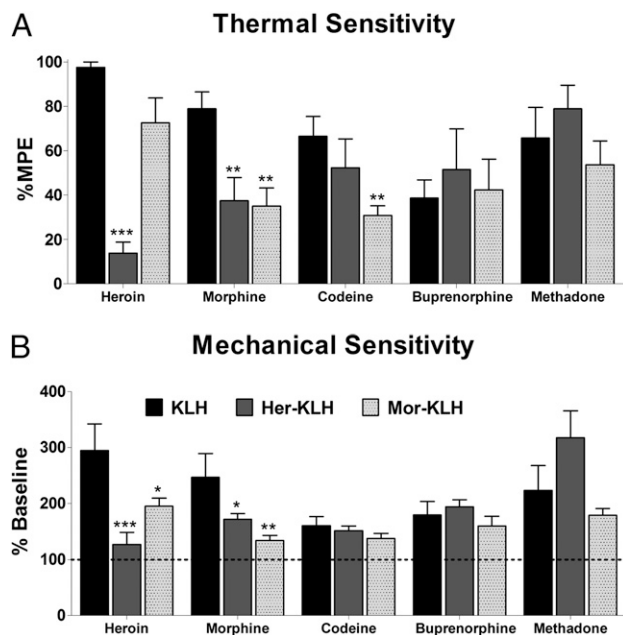 A
Thermal Sensitivity
%MPE
100
80
60
40
20
0
***
**
**
**
Heroin
Morphine
Codeine
Buprenorphine
Methadone
B
Mechanical Sensitivity
% Baseline
400
300
200
100
0
KLH
Her-KLH
Mor-KLH
***
*
*
**
Heroin
Morphine
Codeine
Buprenorphine
Methadone